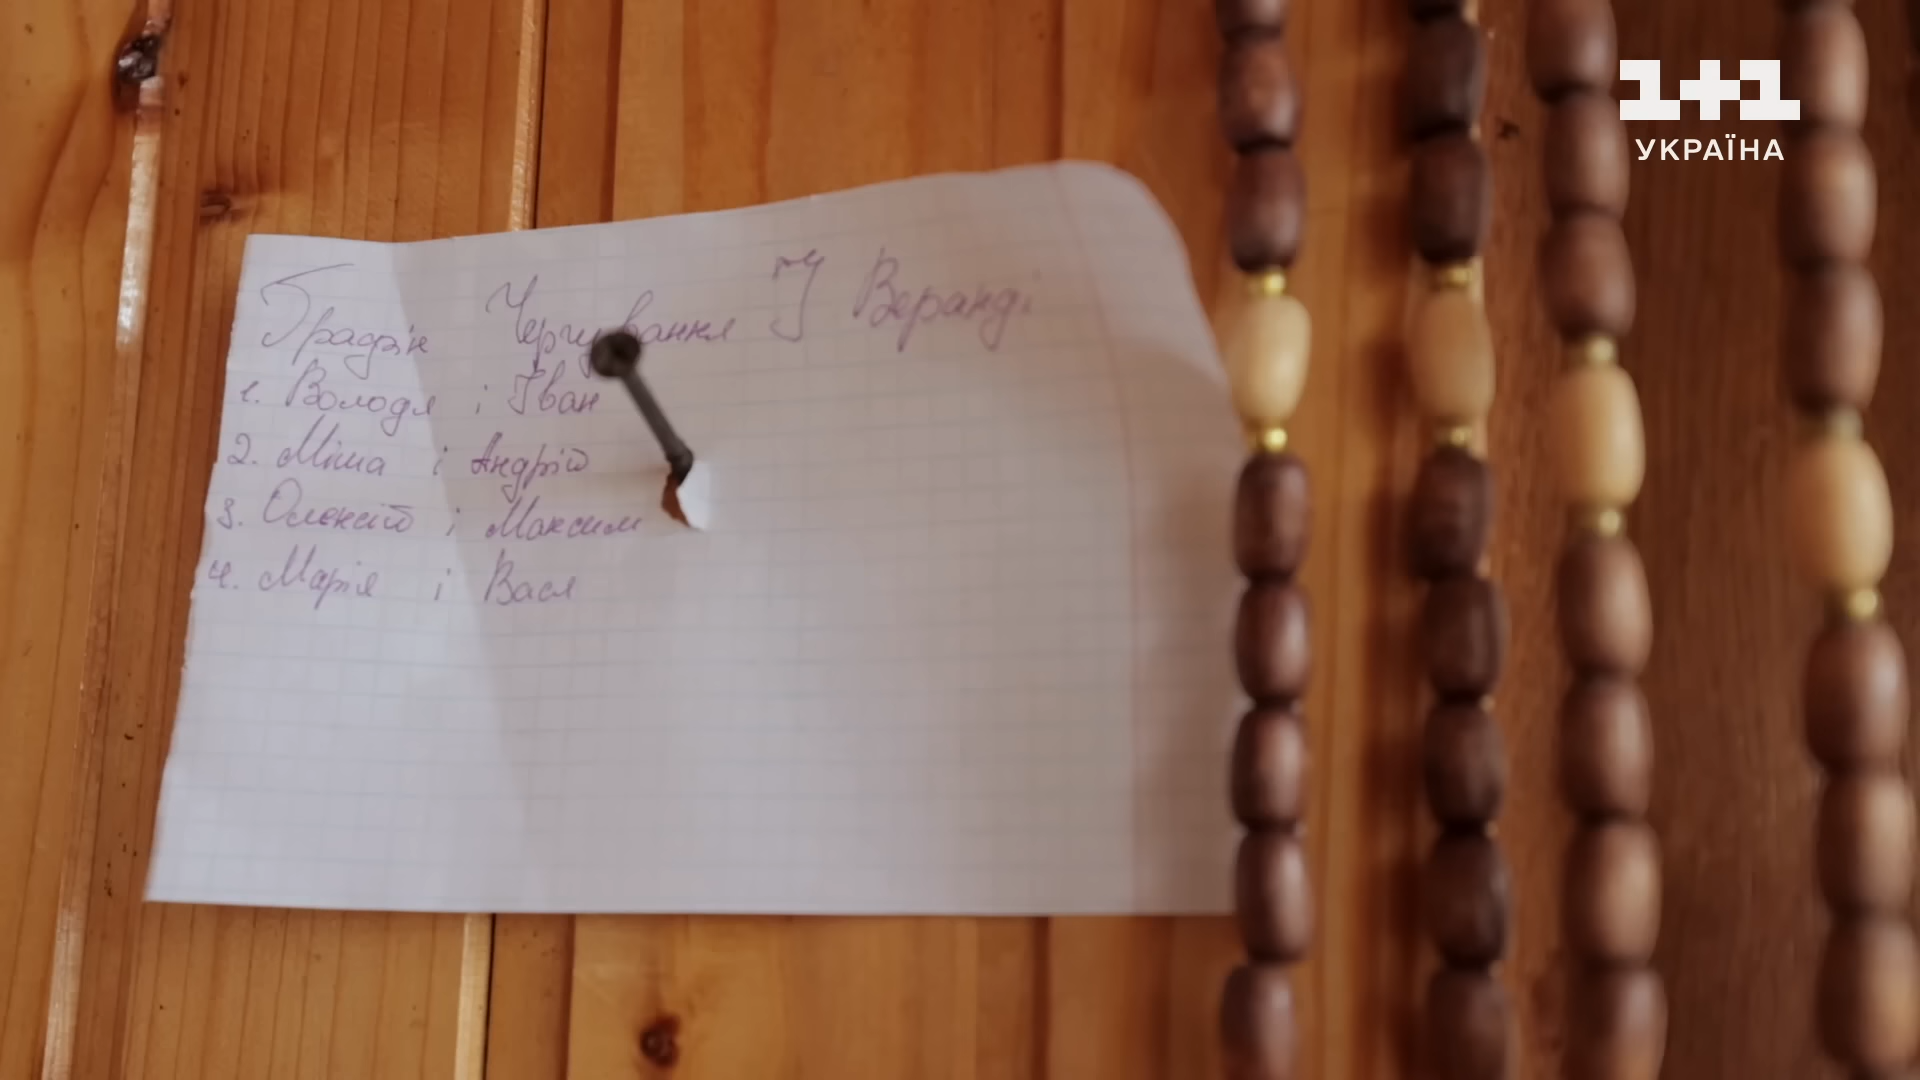 1+1
УКРАЇНА
Графік Чергування У Веранді
1. Володя і Іван
2. Міша і Андрій
3. Олексій і Максим
4. Марія і Вася